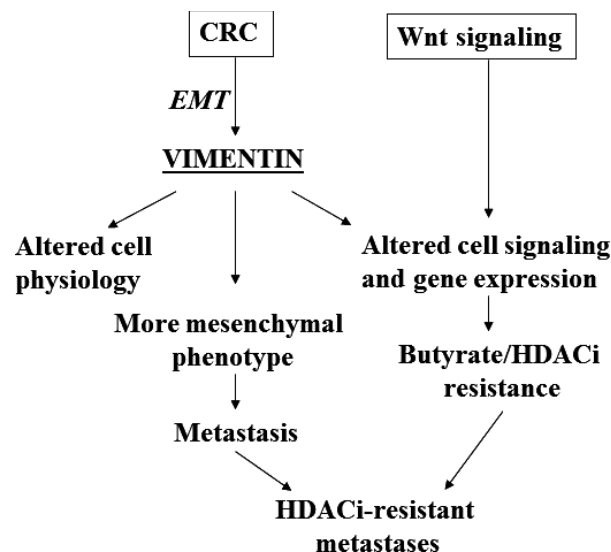 CRC
Wnt signaling
EMT
VIMENTIN
Altered cell
physiology
Altered cell signaling
and gene expression
More mesenchymal
phenotype
Butyrate/HDACi
resistance
Metastasis
HDACi-resistant
metastases